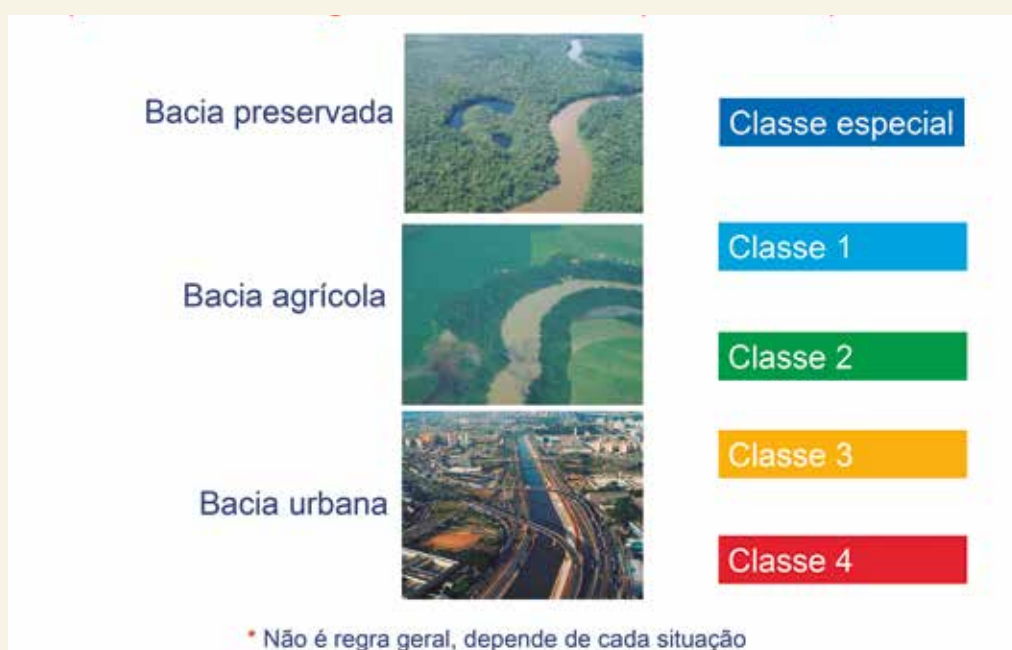 Bacia preservada
Classe especial
Classe 1
Bacia agrícola
Classe 2
Classe 3
Bacia urbana
Classe 4
* Não é regra geral, depende de cada situação